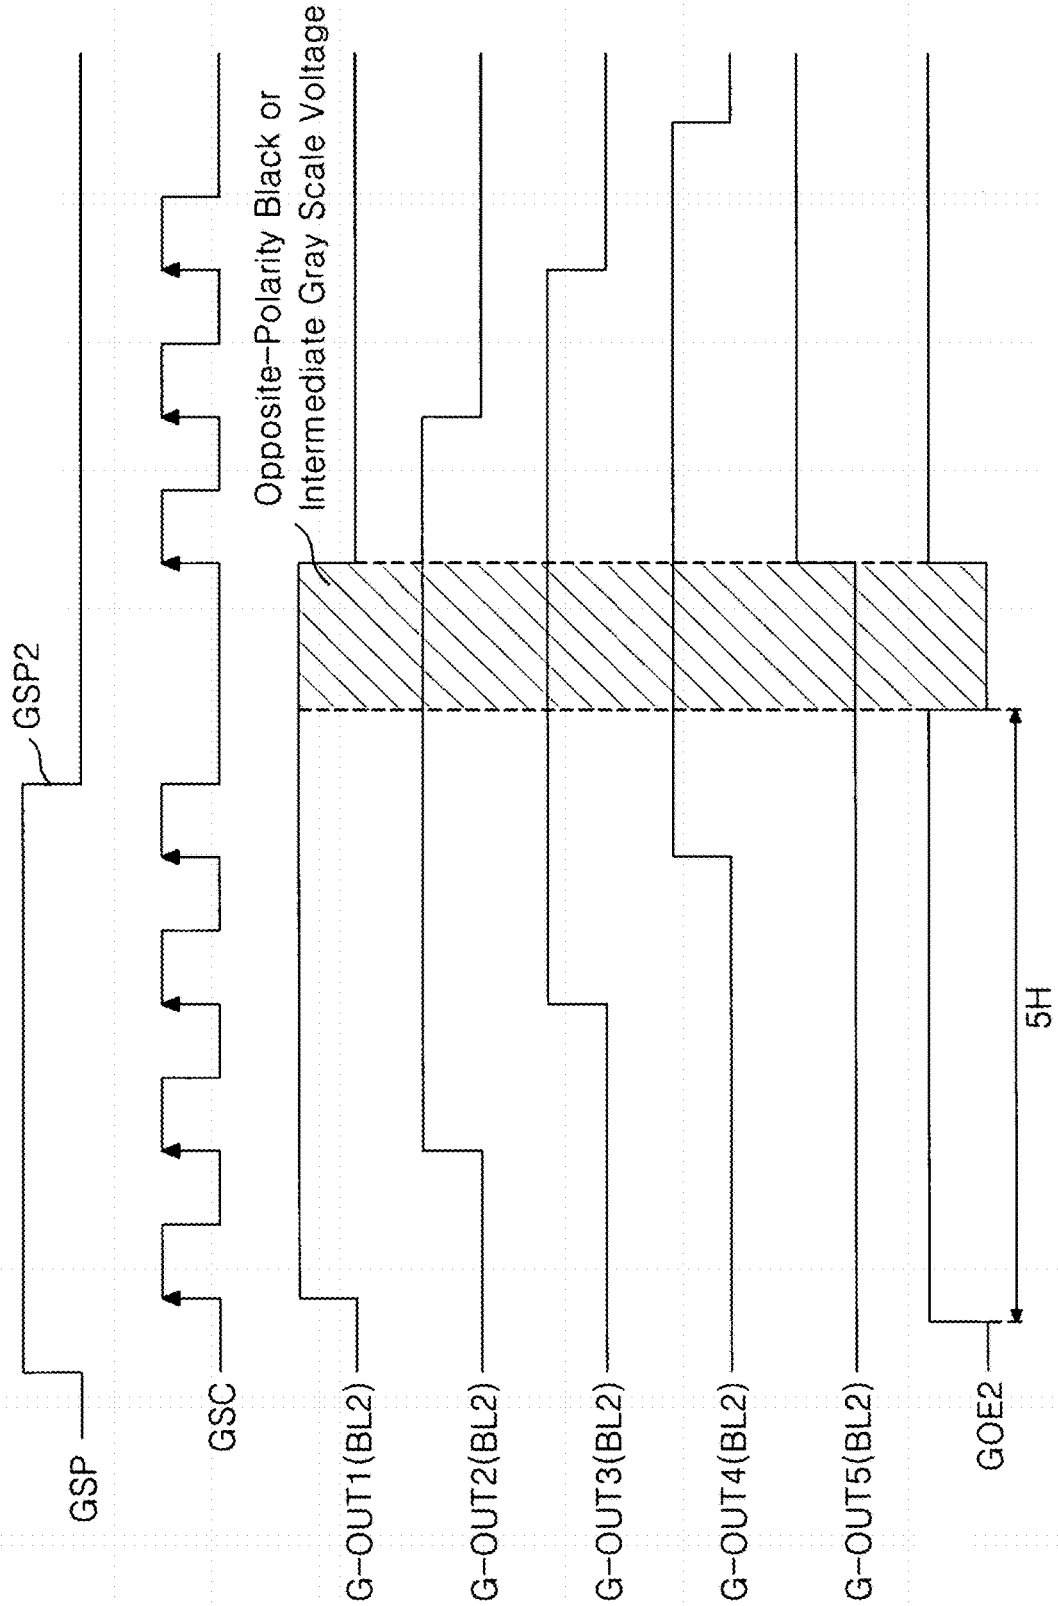 GSP
GSP2
GSC
Opposite-Polarity Black or
Intermediate Gray Scale Voltage
G-OUT1(BL2)
G-OUT2(BL2)
G-OUT3(BL2)
G-OUT4(BL2)
G-OUT5(BL2)
GOE2
5H